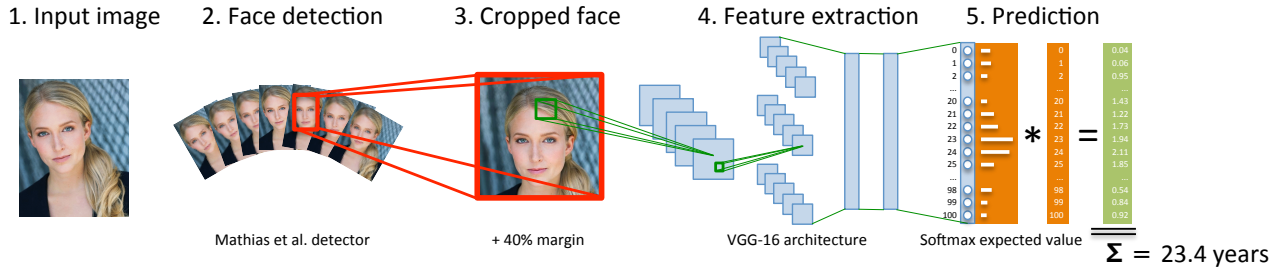 1. Input image
2. Face detection
3. Cropped face
4. Feature extraction
5. Prediction
0 0 0.04
1 1 0.06
2 2 0.95
... ... ...
20 20 1.43
21 21 1.22
22 22 1.73
23 23 1.94
24 24 2.11
25 25 1.85
... ... ...
98 98 0.54
99 99 0.84
100 100 0.92
* =
Mathias et al. detector
+ 40% margin
VGG-16 architecture
Softmax expected value
Σ = 23.4 years